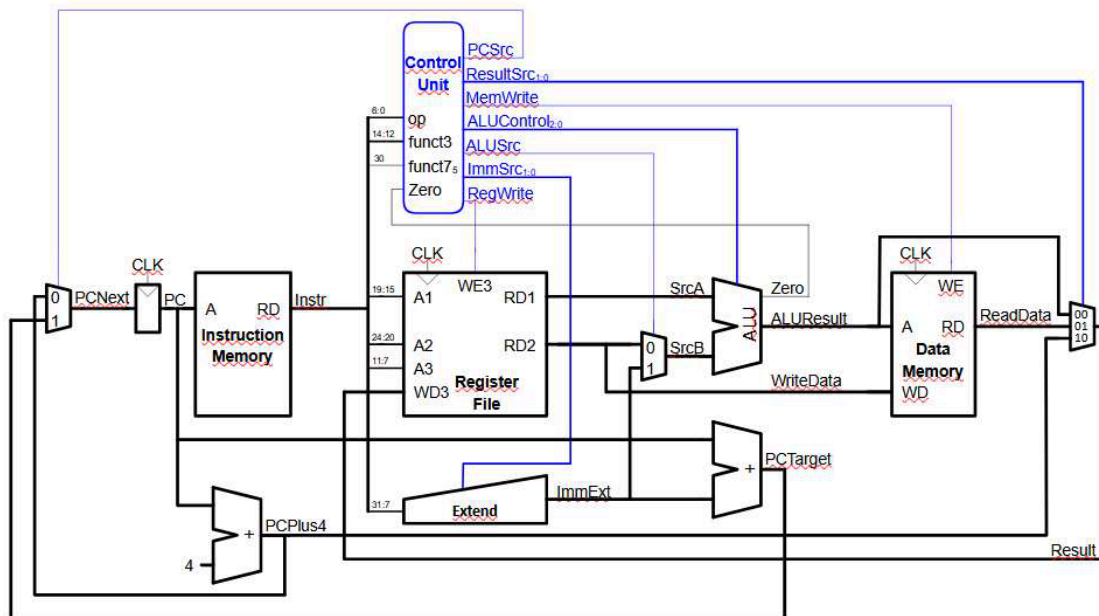 PCSrc
Control
Unit
ResultSrc1:0
MemWrite
6:0
op
ALUControl2:0
14:12
funct3
ALUSrc
30
funct75
ImmSrc1:0
Zero
RegWrite
CLK
CLK
CLK
0
1
PCNext
PC
A
RD
Instruction
Memory
Instr
19:15
A1
WE3
RD1
24:20
A2
RD2
11:7
A3
WD3
Register
File
SrcA
0
1
SrcB
ALU
Zero
ALUResult
WriteData
WE
A
RD
Data
Memory
WD
ReadData
00
01
10
+
PCTarget
31:7
Extend
ImmExt
+
PCPlus4
4
Result